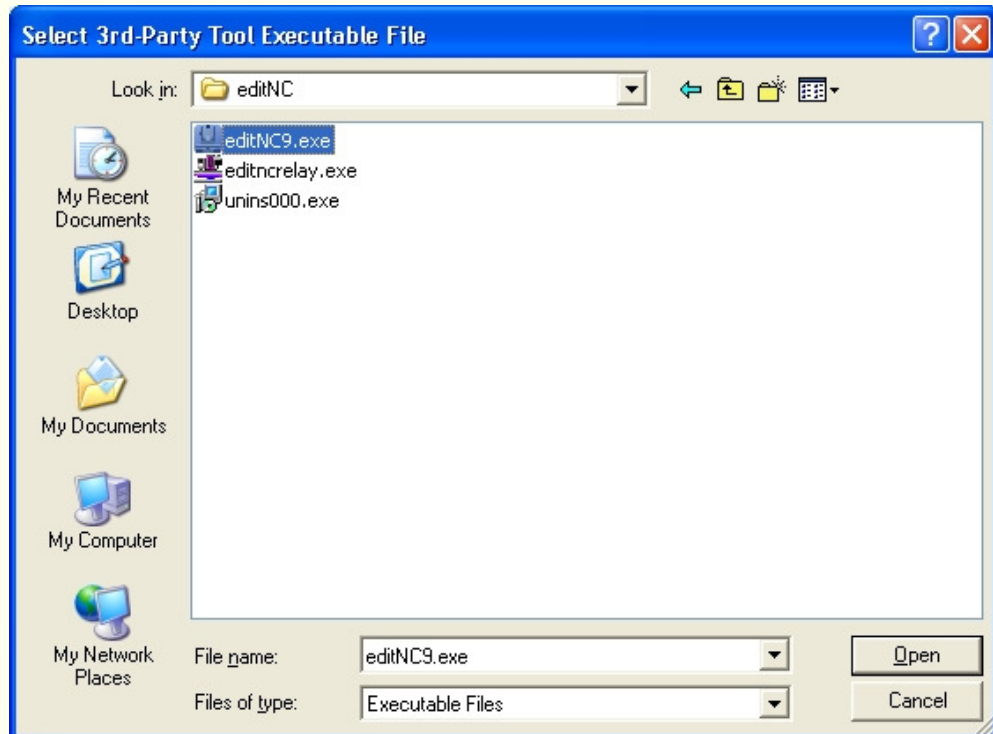 Select 3rd-Party Tool Executable File
Look in: editNC
editNC9.exe
editncrelay.exe
unins000.exe
My Recent
Documents
Desktop
My Documents
My Computer
My Network
Places
File name: editNC9.exe
Open
Files of type: Executable Files
Cancel